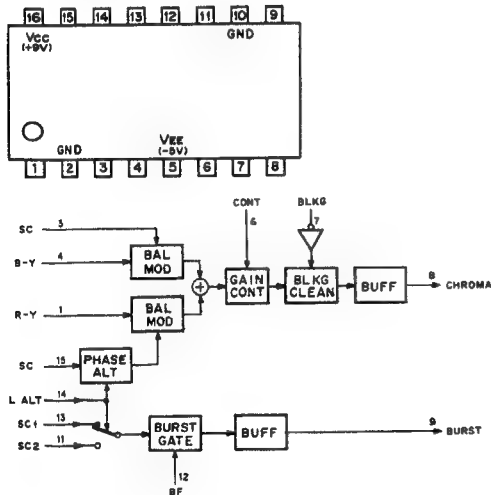 16 15 14 13 12 11 10 9
VCC GND
(+9V)
GND VEE
(-5V)
1 2 3 4 5 6 7 8
CONT BLKG
6 7
SC 3
B-Y 4
BAL
MOD
+
GAIN
CONT
BLKG
CLEAN
BUFF
8 CHROMA
R-Y 1
BAL
MOD
SC 15
PHASE
ALT
L ALT 14
SC1 13
SC2 11
BURST
GATE
BUFF
9 BURST
12
BF